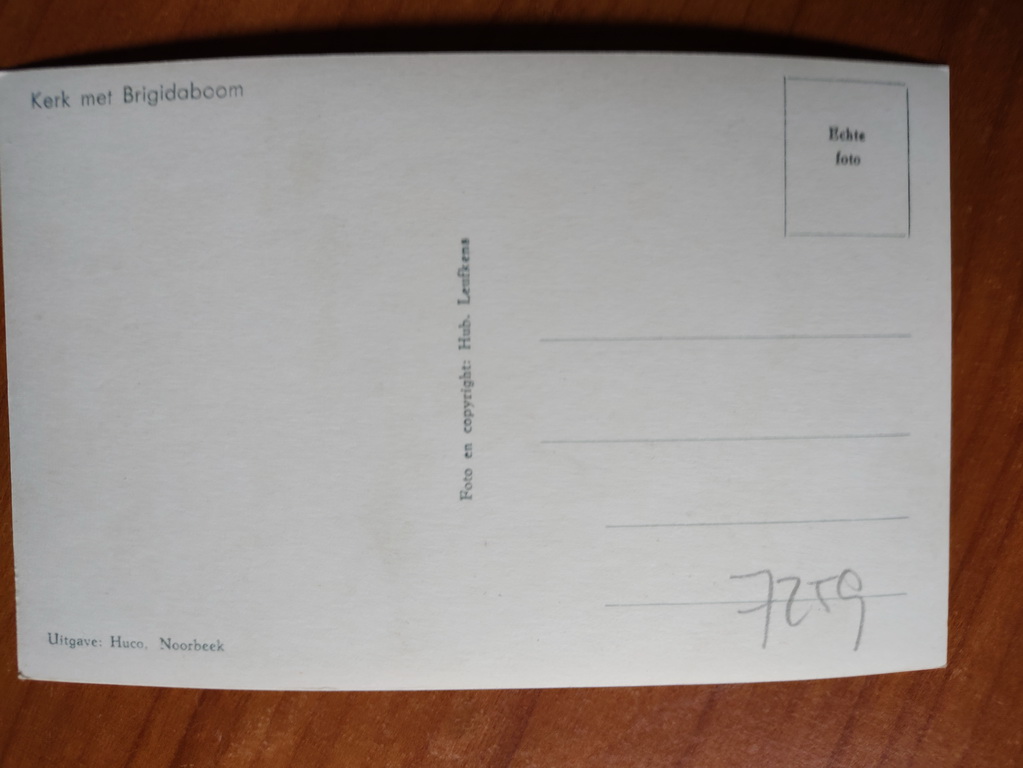 Kerk met Brigidaboom
Echte
foto
Foto en copyright: Hub. Leufkens
7259
Uitgave: Huco, Noorbeek